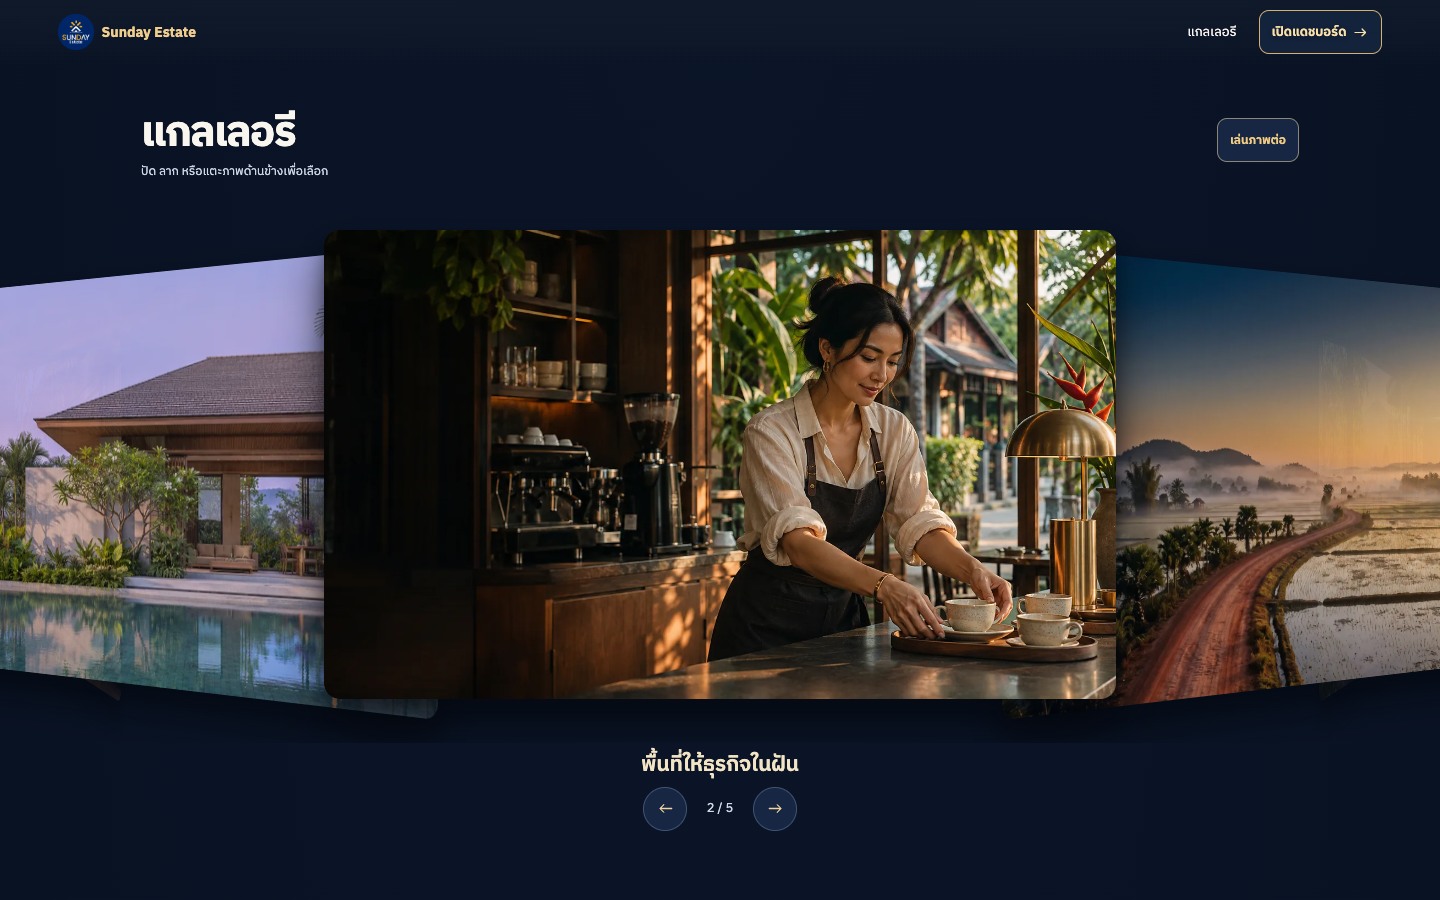 SUNDAY
Sunday Estate
แกลเลอรี
เปิดแดชบอร์ด →
แกลเลอรี
เล่นภาพต่อ
ปัด ลาก หรือแตะภาพด้านข้างเพื่อเลือก
พื้นที่ให้ธุรกิจในฝัน
← 2 / 5 →